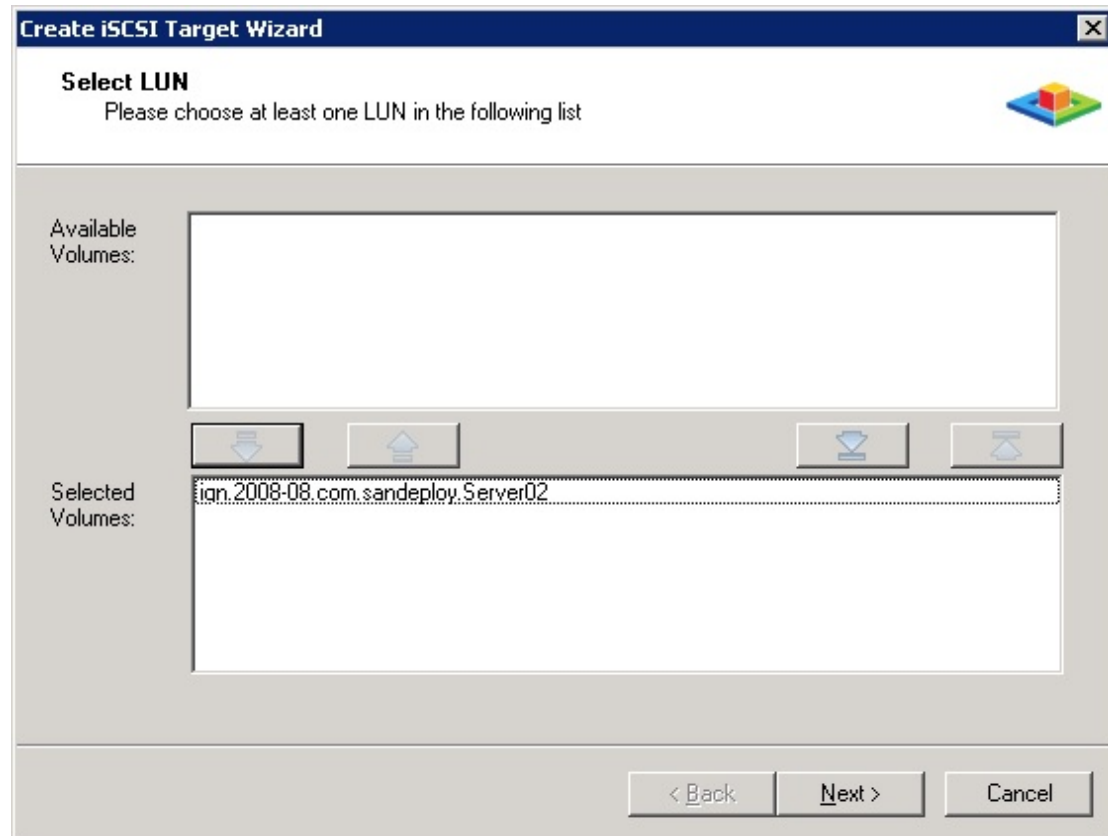 Create iSCSI Target Wizard
Select LUN
Please choose at least one LUN in the following list
Available
Volumes:
Selected
Volumes:
iqn.2008-08.com.sandeploy.Server02
< Back
Next >
Cancel